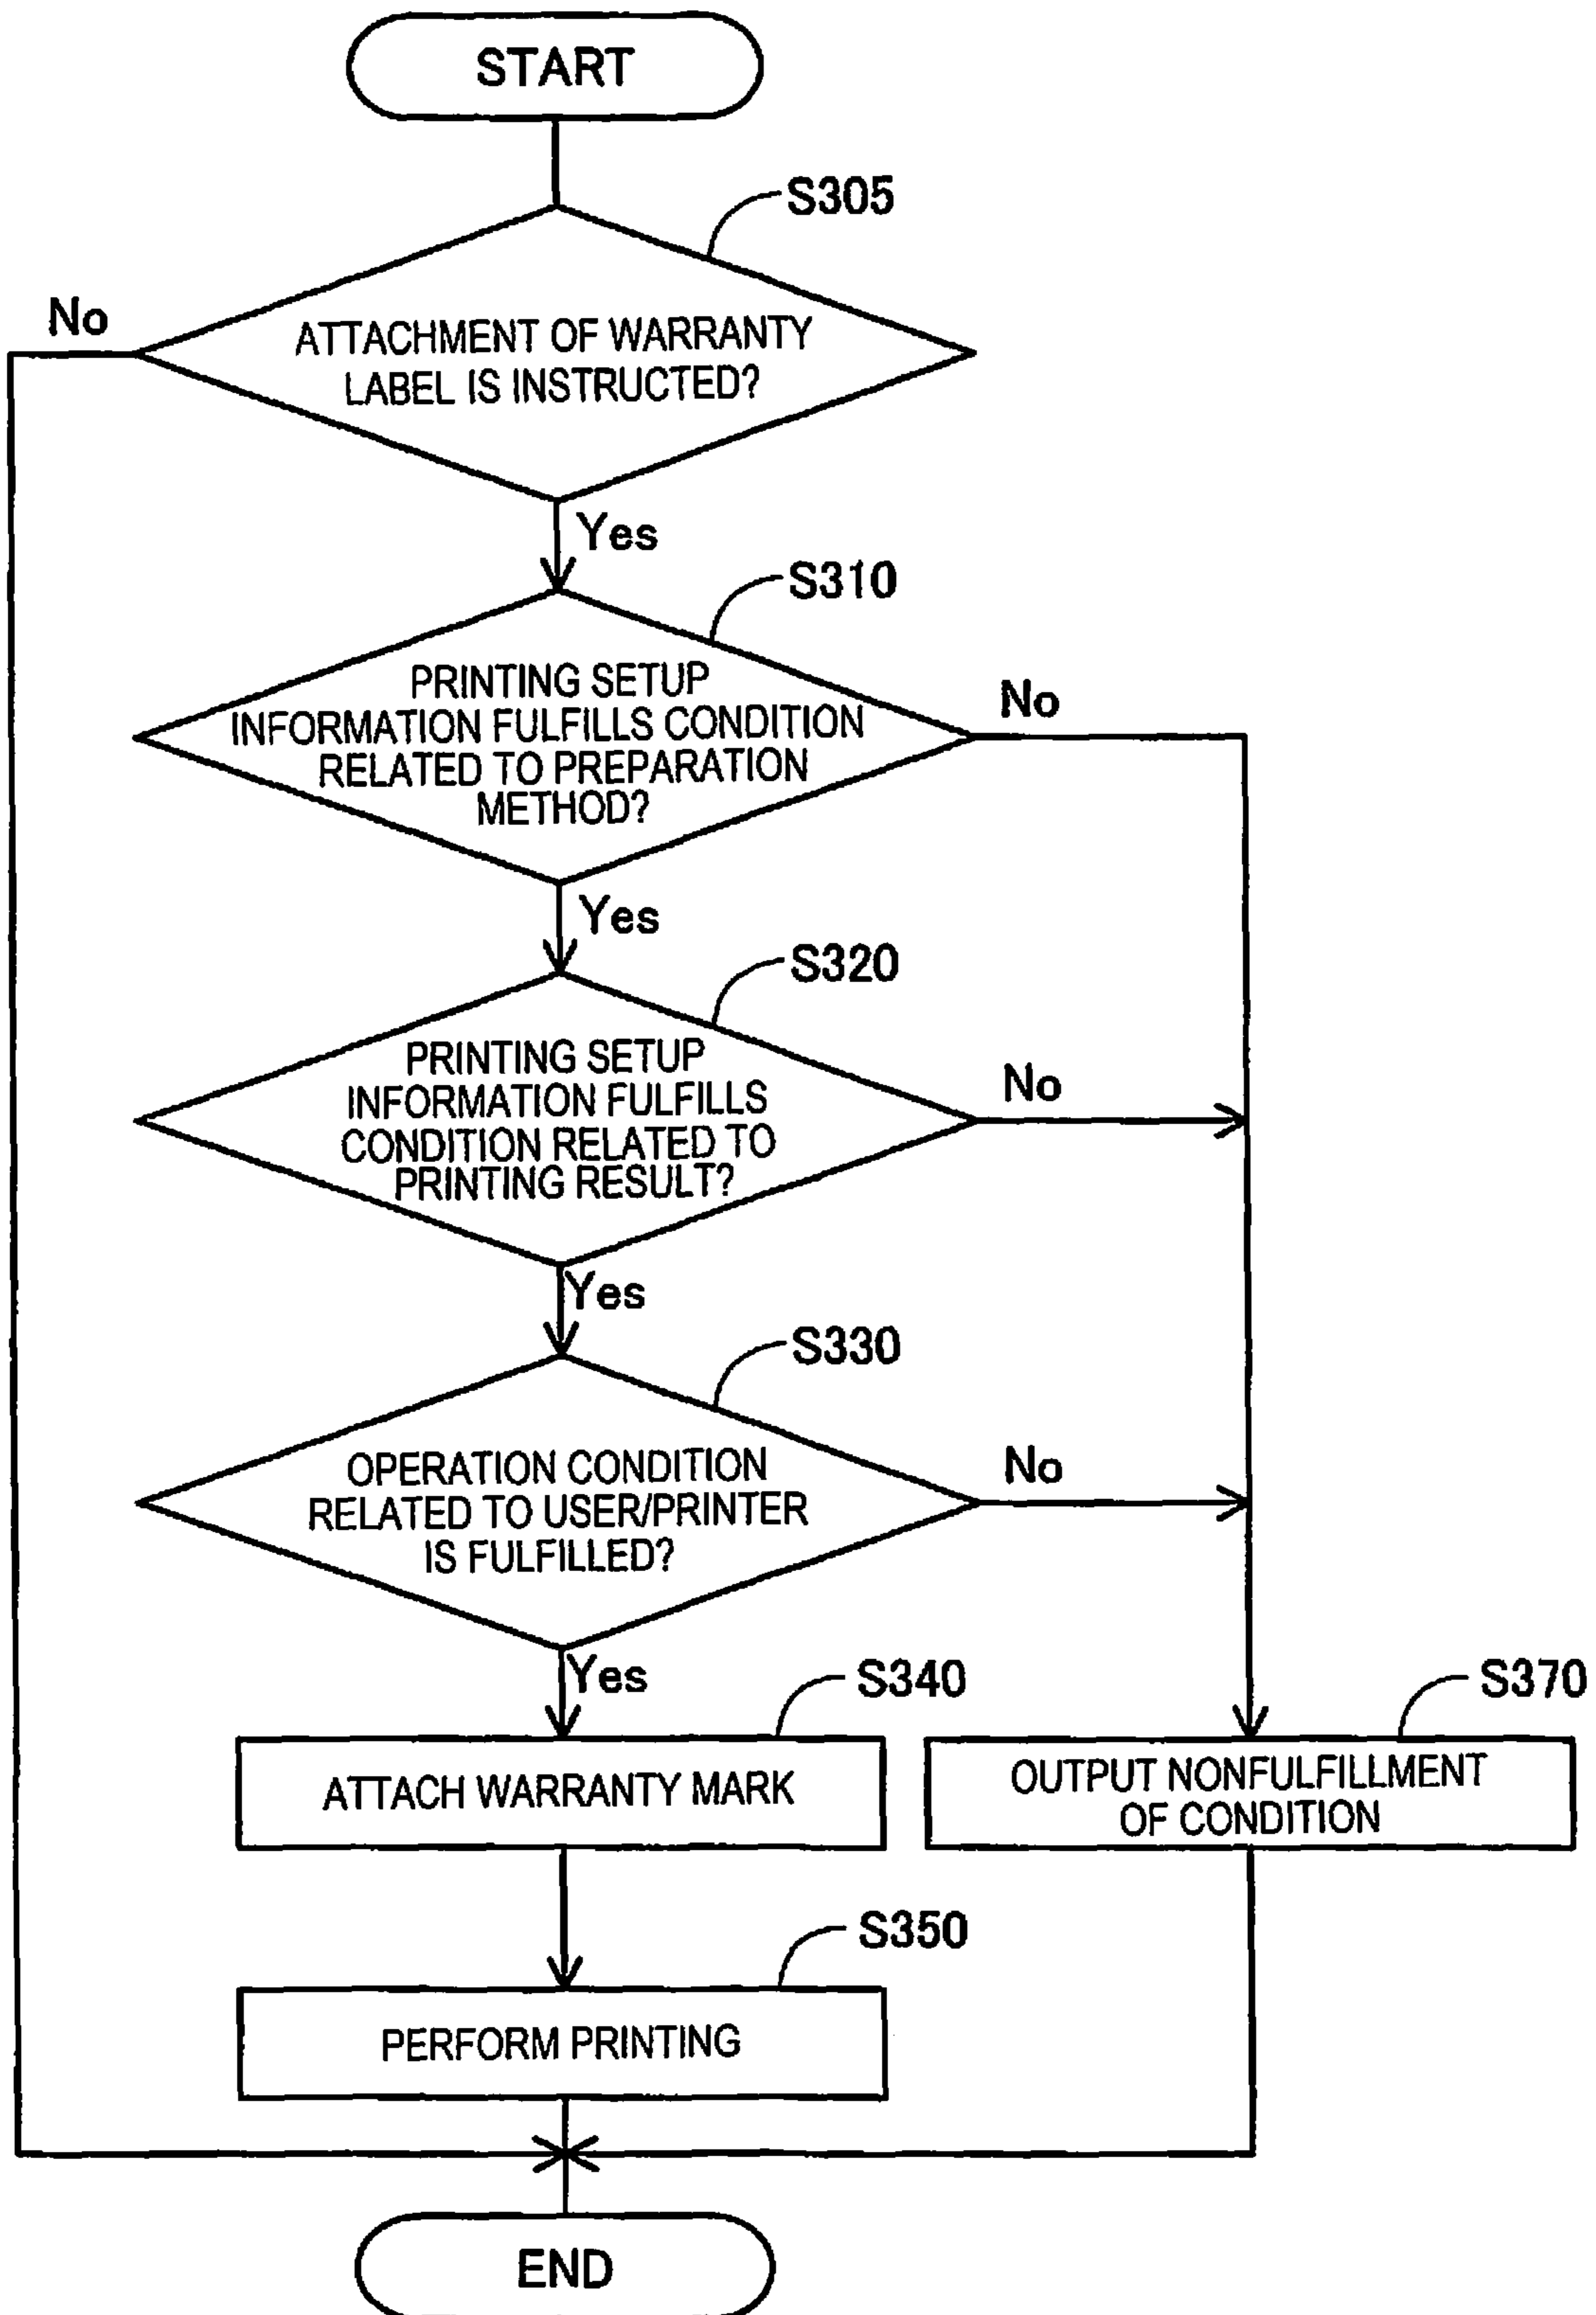 START
S305
No
ATTACHMENT OF WARRANTY
LABEL IS INSTRUCTED?
Yes
S310
PRINTING SETUP
INFORMATION FULFILLS CONDITION
RELATED TO PREPARATION
METHOD?
No
Yes
S320
PRINTING SETUP
INFORMATION FULFILLS
CONDITION RELATED TO
PRINTING RESULT?
No
Yes
S330
OPERATION CONDITION
RELATED TO USER/PRINTER
IS FULFILLED?
No
Yes
S340
ATTACH WARRANTY MARK
S370
OUTPUT NONFULFILLMENT
OF CONDITION
S350
PERFORM PRINTING
END